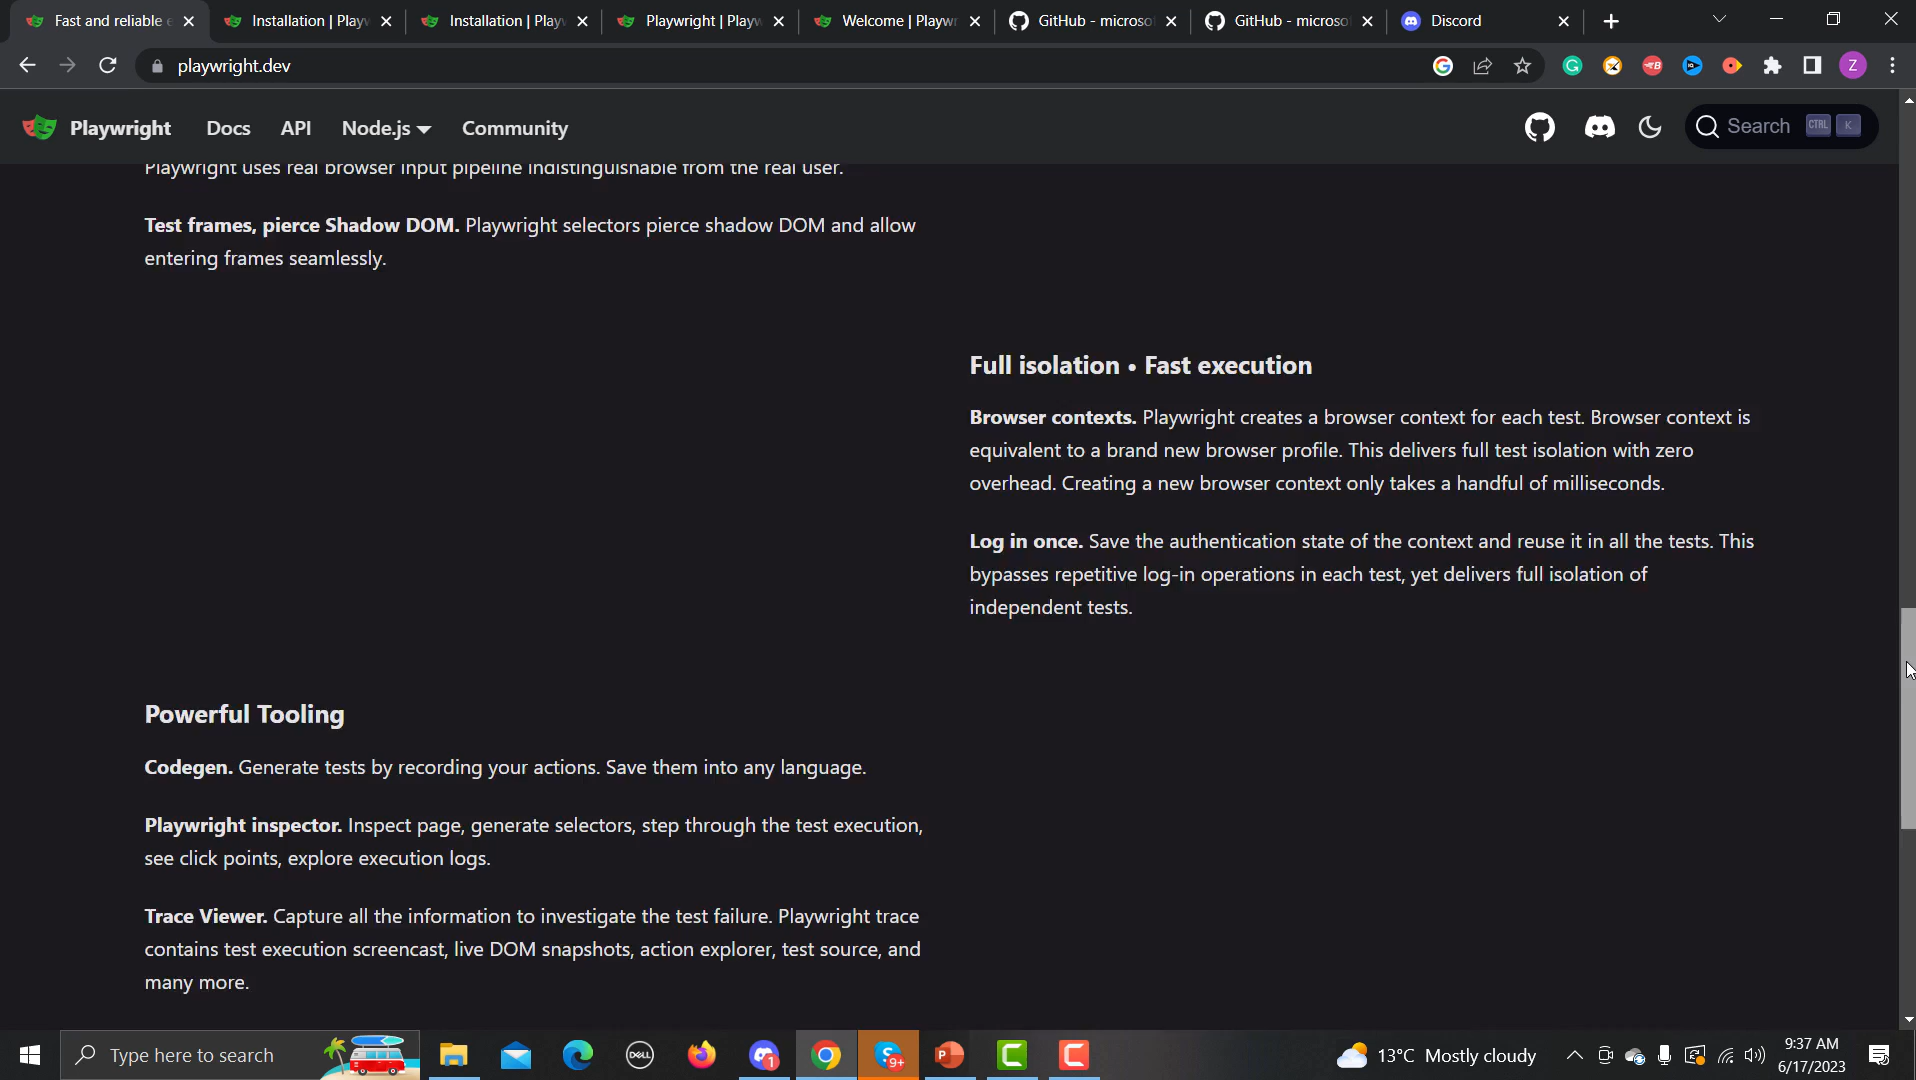 Fast and reliable e
Installation | Playw
Installation | Playw
Playwright | Playw
Welcome | Playwr
GitHub - microso
GitHub - microso
Discord
playwright.dev
Z
Playwright
Docs
API
Node.js
Community
Search
CTRL
K
Playwright uses real browser input pipeline indistinguishable from the real user.
Test frames, pierce Shadow DOM. Playwright selectors pierce shadow DOM and allow
entering frames seamlessly.
Full isolation • Fast execution
Browser contexts. Playwright creates a browser context for each test. Browser context is
equivalent to a brand new browser profile. This delivers full test isolation with zero
overhead. Creating a new browser context only takes a handful of milliseconds.
Log in once. Save the authentication state of the context and reuse it in all the tests. This
bypasses repetitive log-in operations in each test, yet delivers full isolation of
independent tests.
Powerful Tooling
Codegen. Generate tests by recording your actions. Save them into any language.
Playwright inspector. Inspect page, generate selectors, step through the test execution,
see click points, explore execution logs.
Trace Viewer. Capture all the information to investigate the test failure. Playwright trace
contains test execution screencast, live DOM snapshots, action explorer, test source, and
many more.
Type here to search
DELL
1
9+
13°C Mostly cloudy
9:37 AM
6/17/2023